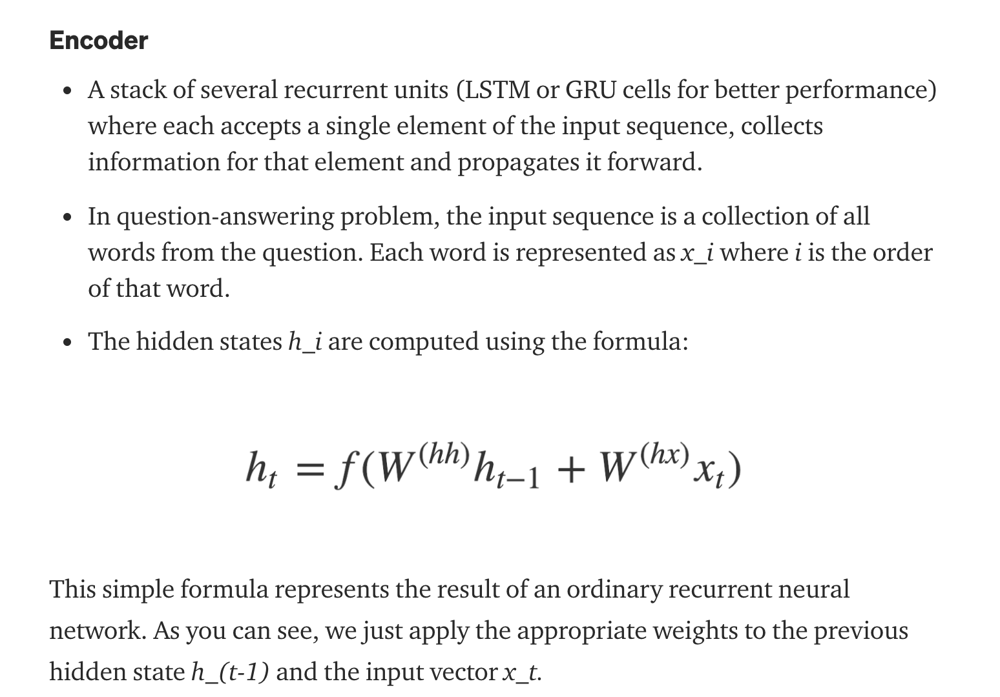 Encoder
• A stack of several recurrent units (LSTM or GRU cells for better performance)
where each accepts a single element of the input sequence, collects
information for that element and propagates it forward.
• In question-answering problem, the input sequence is a collection of all
words from the question. Each word is represented as x_i where i is the order
of that word.
• The hidden states h_i are computed using the formula:
h_t = f(W^(hh) h_{t−1} + W^(hx) x_t)
This simple formula represents the result of an ordinary recurrent neural
network. As you can see, we just apply the appropriate weights to the previous
hidden state h_(t-1) and the input vector x_t.